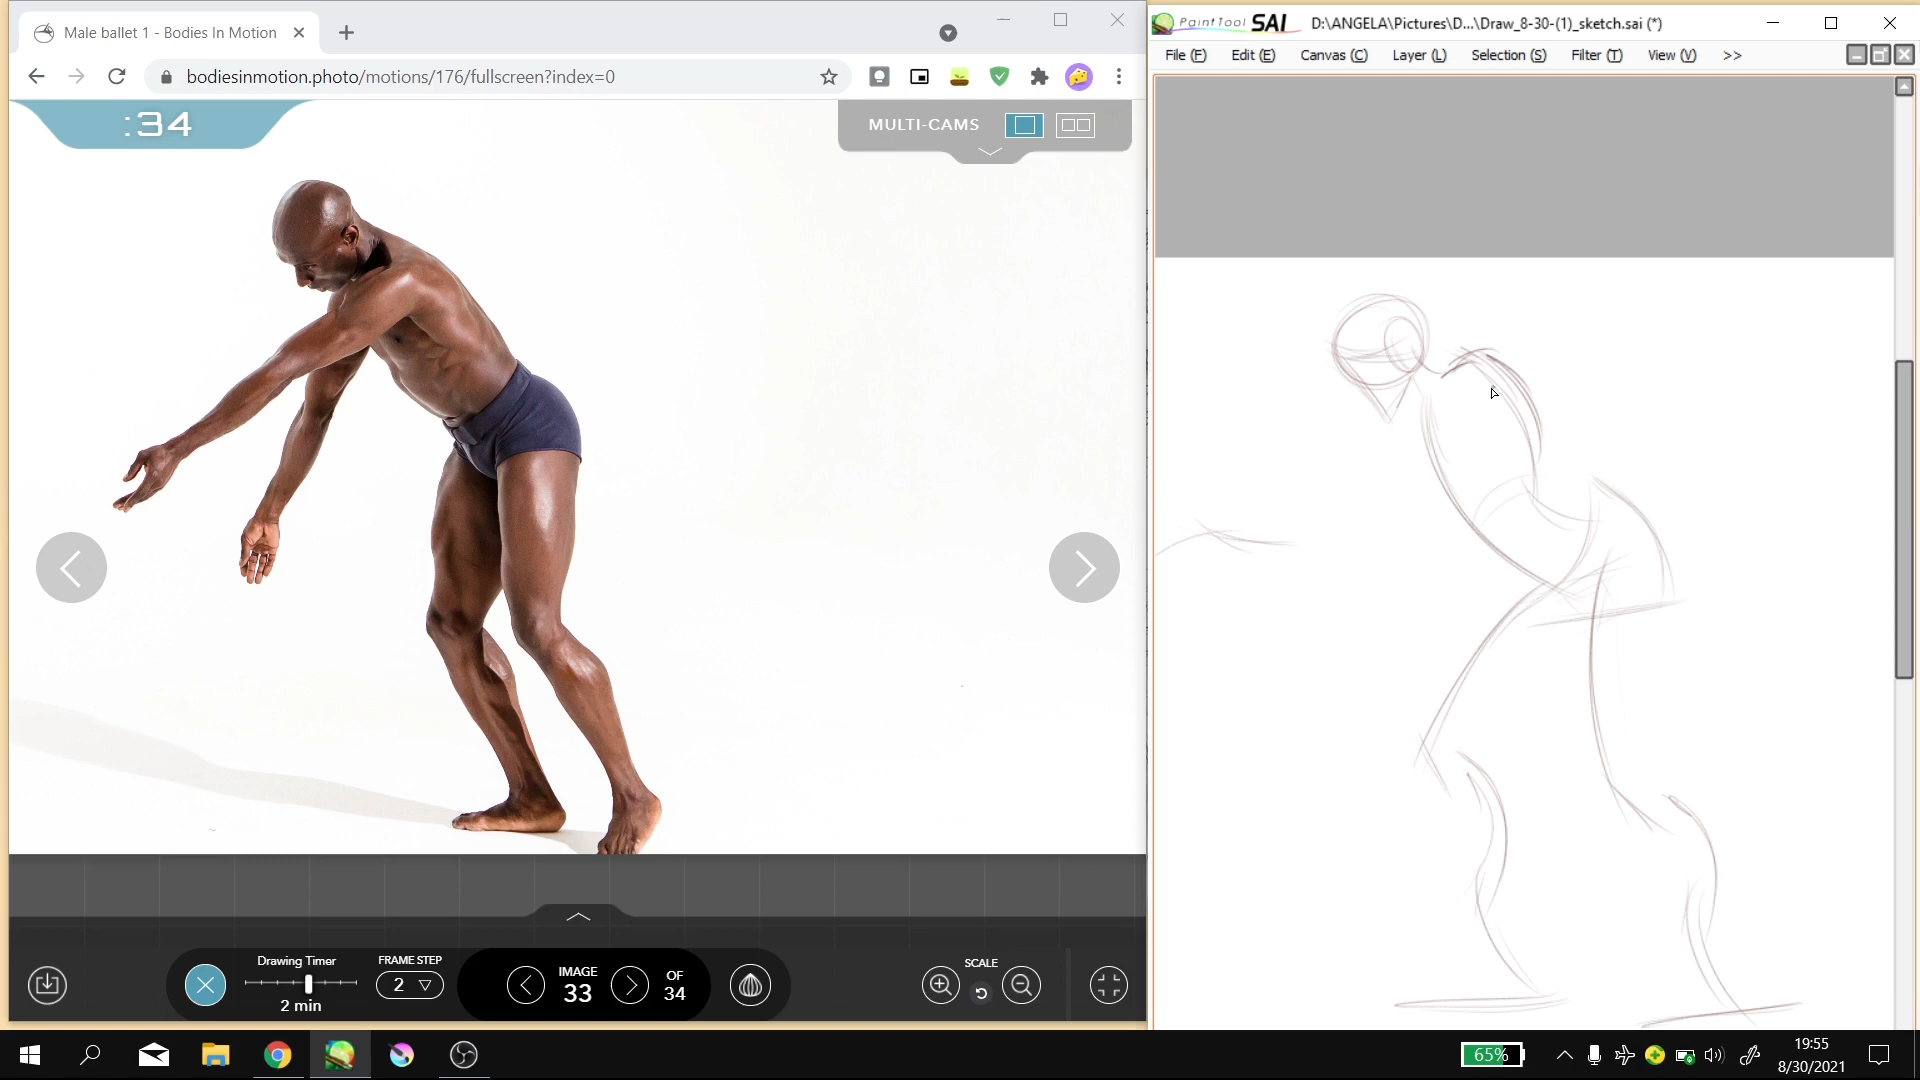 Male ballet 1 - Bodies In Motion
bodiesinmotion.photo/motions/176/fullscreen?index=0
:34
MULTI-CAMS
Drawing Timer
2 min
FRAME STEP
2
IMAGE
33
OF
34
SCALE
PaintTool SAI D:\ANGELA\Pictures\D...\Draw_8-30-(1)_sketch.sai (*)
File (F) Edit (E) Canvas (C) Layer (L) Selection (S) Filter (T) View (V) >>
65%
19:55
8/30/2021